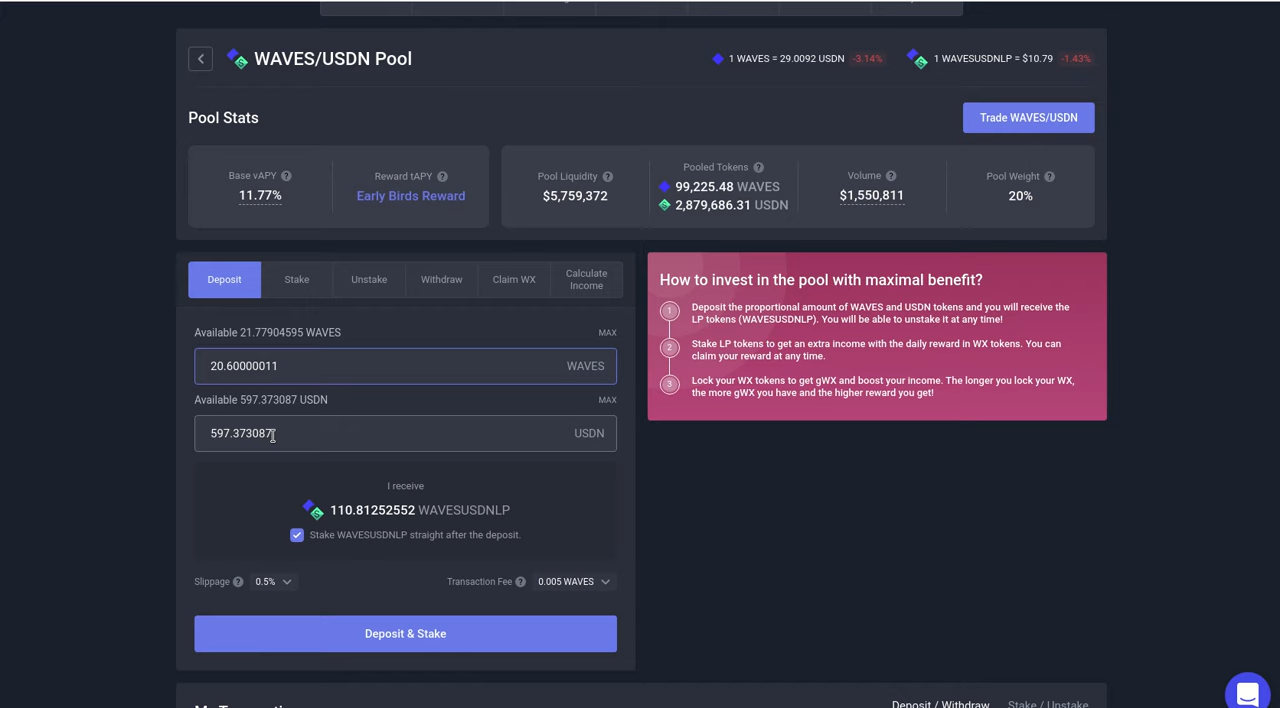 WAVES/USDN Pool
1 WAVES = 29.0092 USDN -3.14%
1 WAVESUSDNLP = $10.79 -1.43%
Pool Stats
Trade WAVES/USDN
Base vAPY ?
11.77%
Reward tAPY ?
Early Birds Reward
Pool Liquidity ?
$5,759,372
Pooled Tokens ?
99,225.48 WAVES
2,879,686.31 USDN
Volume ?
$1,550,811
Pool Weight ?
20%
Deposit
Stake
Unstake
Withdraw
Claim WX
Calculate
Income
Available 21.77904595 WAVES
MAX
20.60000011 WAVES
Available 597.373087 USDN
MAX
597.373087 USDN
I receive
110.81252552 WAVESUSDNLP
Stake WAVESUSDNLP straight after the deposit.
Slippage ? 0.5%
Transaction Fee ? 0.005 WAVES
Deposit & Stake
How to invest in the pool with maximal benefit?
1 Deposit the proportional amount of WAVES and USDN tokens and you will receive the
LP tokens (WAVESUSDNLP). You will be able to unstake it at any time!
2 Stake LP tokens to get an extra income with the daily reward in WX tokens. You can
claim your reward at any time.
3 Lock your WX tokens to get gWX and boost your income. The longer you lock your WX,
the more gWX you have and the higher reward you get!
Deposit / Withdraw
Stake / Unstake